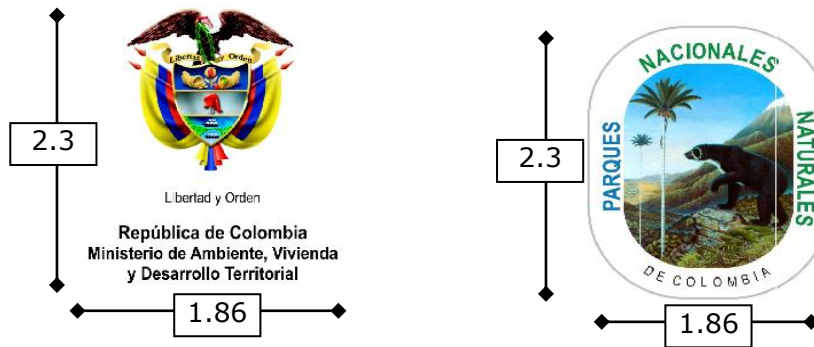 2.3
Libertad y Orden
Libertad y Orden
República de Colombia
Ministerio de Ambiente, Vivienda
y Desarrollo Territorial
1.86
2.3
PARQUES
NACIONALES
NATURALES
DE COLOMBIA
1.86